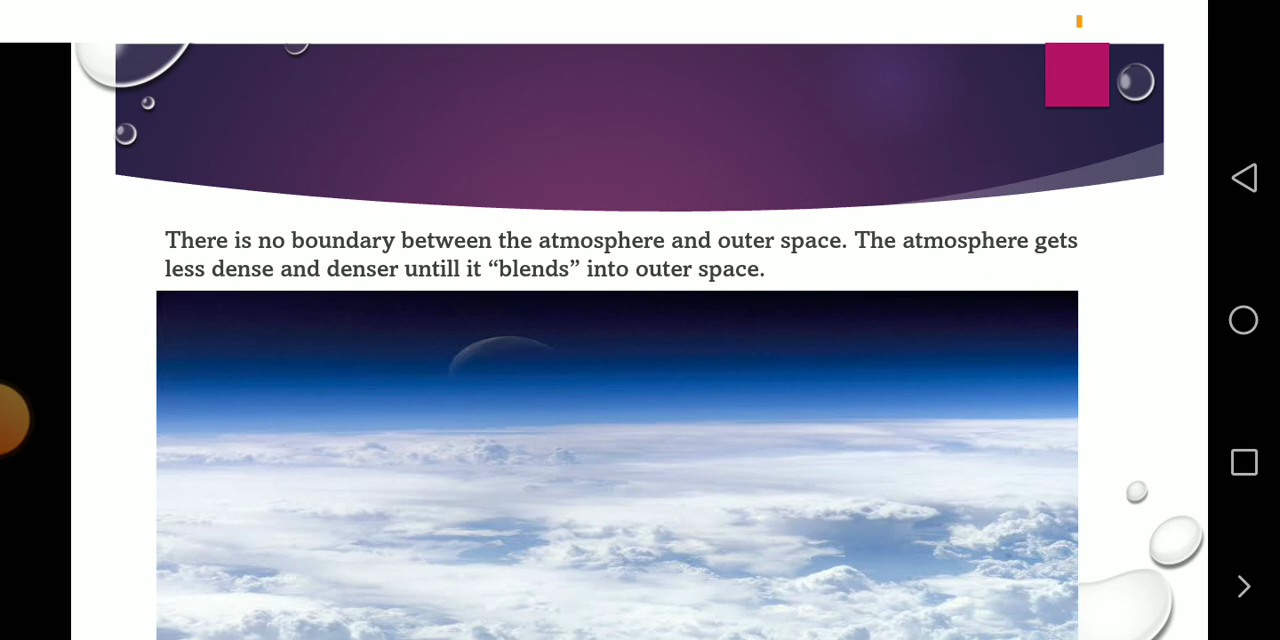 There is no boundary between the atmosphere and outer space. The atmosphere gets
less dense and denser untill it “blends” into outer space.